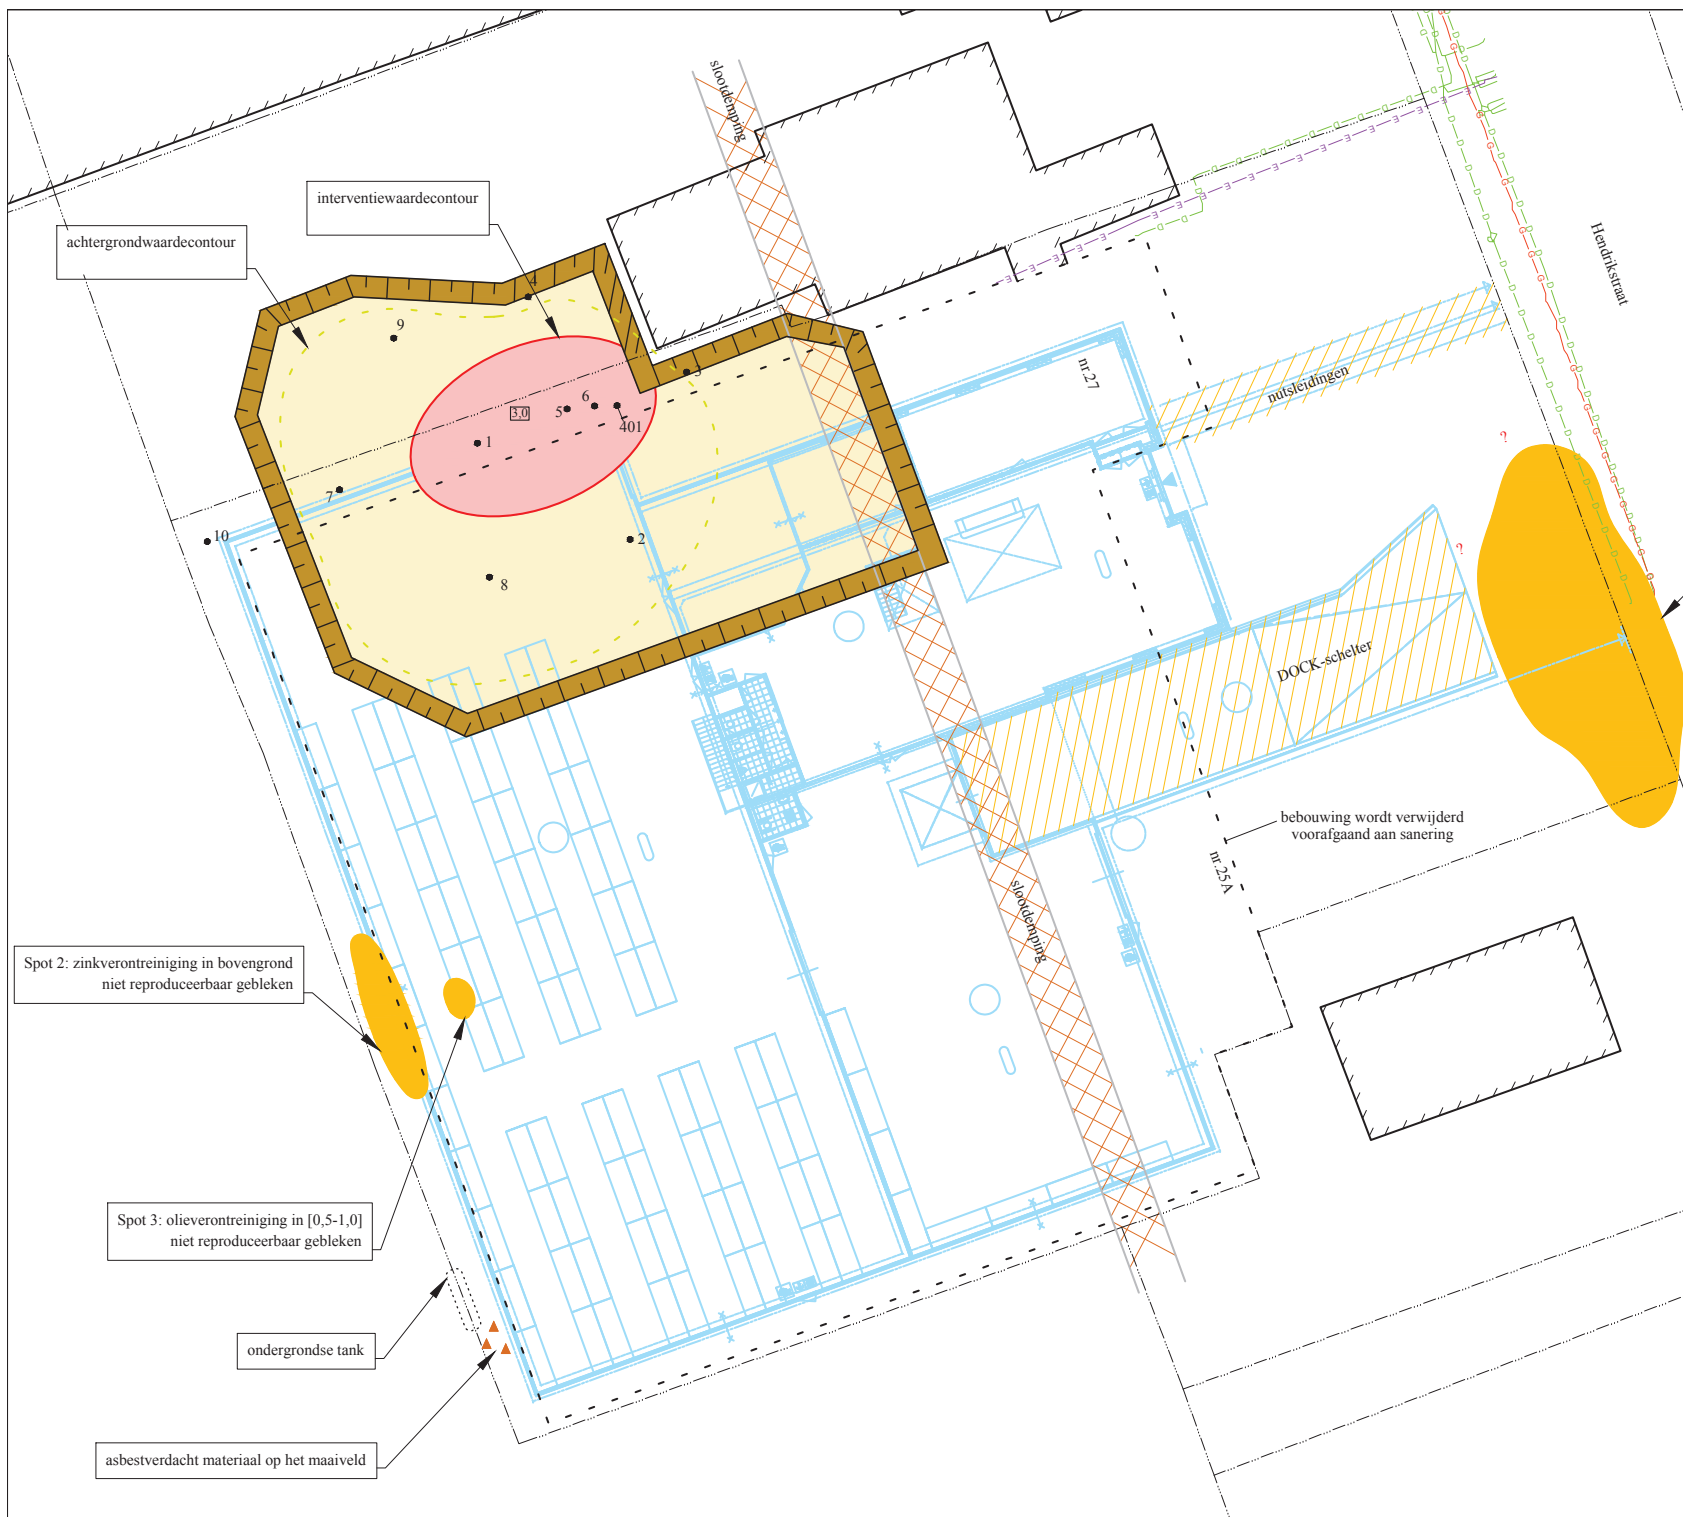 slootdemping
interventiewaardecontour
achtergrondwaardecontour
Hendrikstraat
4
9
3
nr.27
nutsleidingen
3,0
5
6
401
1
7
10
2
8
?
?
DOCK-schelter
bebouwing wordt verwijderd
voorafgaand aan sanering
nr.25A
slootdemping
Spot 2: zinkverontreiniging in bovengrond
niet reproduceerbaar gebleken
Spot 3: olieverontreiniging in [0,5-1,0]
niet reproduceerbaar gebleken
ondergrondse tank
asbestverdacht materiaal op het maaiveld